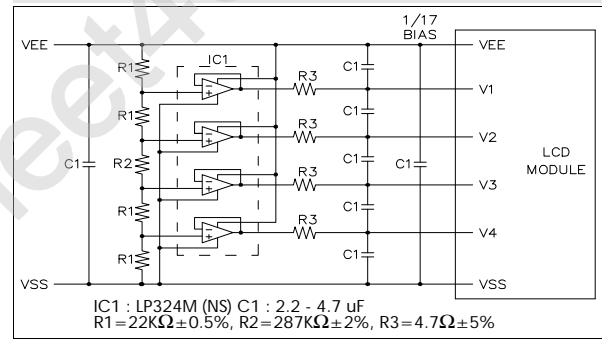 1/17
BIAS
VEE
VEE
R1
IC1
C1
R3
V1
R1
C1
R3
V2
C1
R2
C1
C1
LCD
MODULE
R3
V3
R1
C1
R3
V4
R1
C1
VSS
VSS
IC1 : LP324M (NS) C1 : 2.2 - 4.7 uF
R1=22KΩ±0.5%, R2=287KΩ±2%, R3=4.7Ω±5%